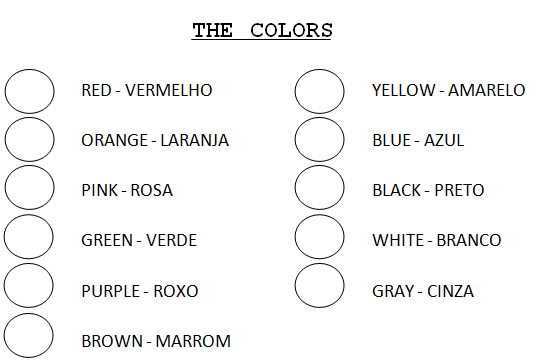 THE COLORS
RED - VERMELHO
ORANGE - LARANJA
PINK - ROSA
GREEN - VERDE
PURPLE - ROXO
BROWN - MARROM
YELLOW - AMARELO
BLUE - AZUL
BLACK - PRETO
WHITE - BRANCO
GRAY - CINZA